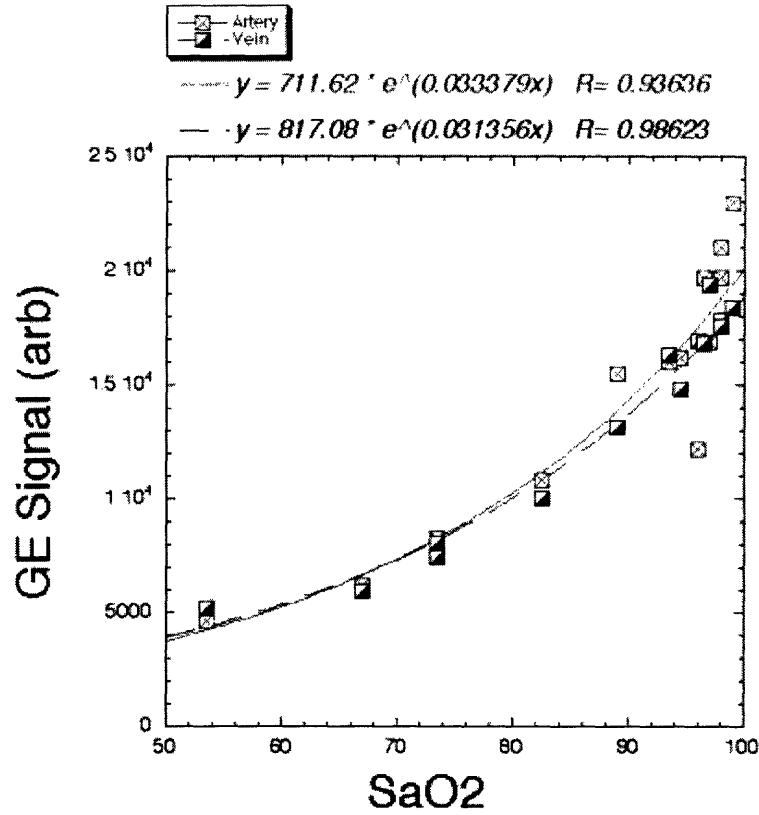 Artery
Vein
y = 711.62 * e^(0.033379x) R= 0.93636
y = 817.08 * e^(0.031356x) R= 0.98623
2.5 10⁴
2 10⁴
1.5 10⁴
1 10⁴
5000
0
50 60 70 80 90 100
GE Signal (arb)
SaO2